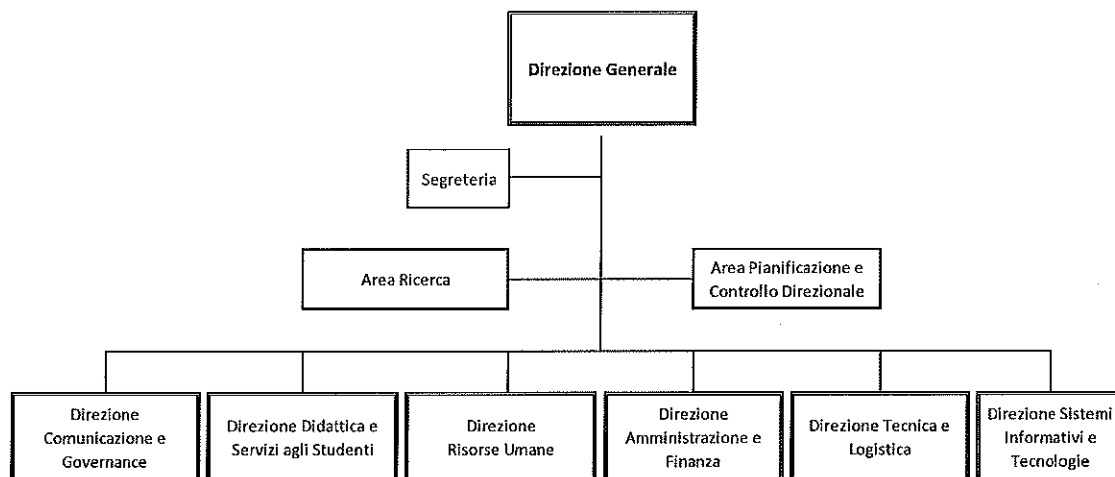 Direzione Generale
Segreteria
Area Ricerca
Area Pianificazione e
Controllo Direzionale
Direzione
Comunicazione e
Governance
Direzione Didattica e
Servizi agli Studenti
Direzione
Risorse Umane
Direzione
Amministrazione e
Finanza
Direzione Tecnica e
Logistica
Direzione Sistemi
Informativi e
Tecnologie